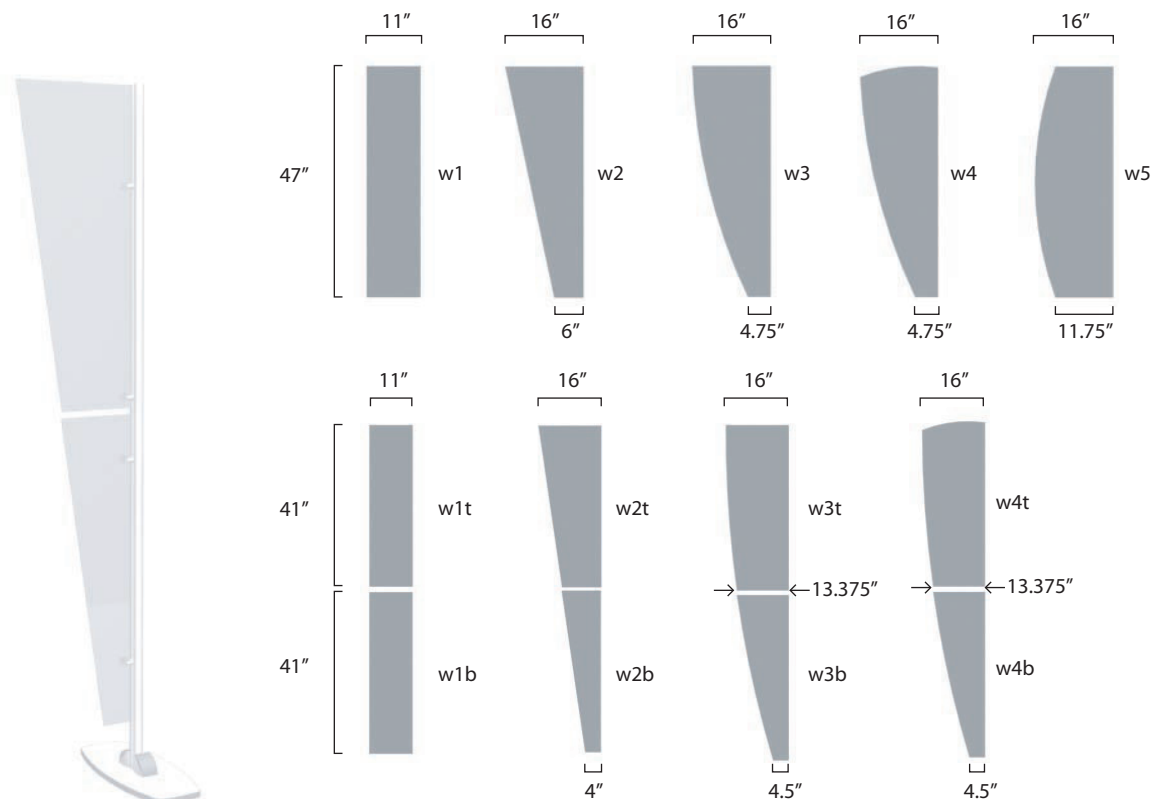 11” 16” 16” 16” 16”
47” w1 w2 w3 w4 w5
6” 4.75” 4.75” 11.75”
11” 16” 16” 16”
41” w1t w2t w3t w4t
13.375” 13.375”
41” w1b w2b w3b w4b
4” 4.5” 4.5”